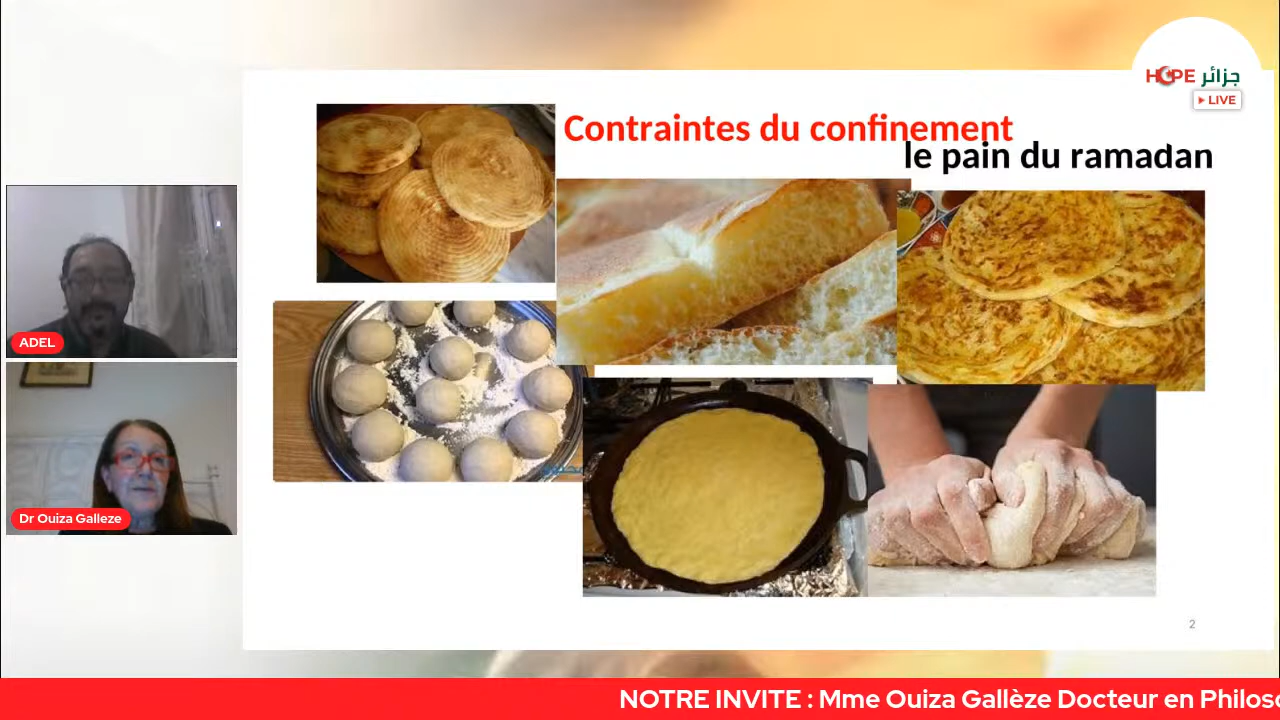 HOPE جزائر
LIVE
Contraintes du confinement
le pain du ramadan
ADEL
Dr Ouiza Galleze
2
NOTRE INVITE : Mme Ouiza Gallèze Docteur en Philoso